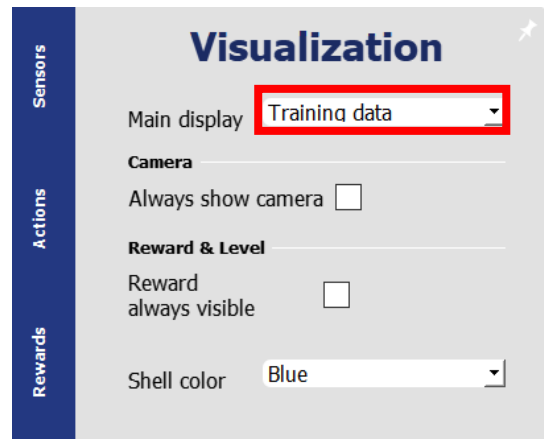 Sensors
Actions
Rewards
Visualization
Main display Training data
Camera
Always show camera
Reward & Level
Reward
always visible
Shell color Blue